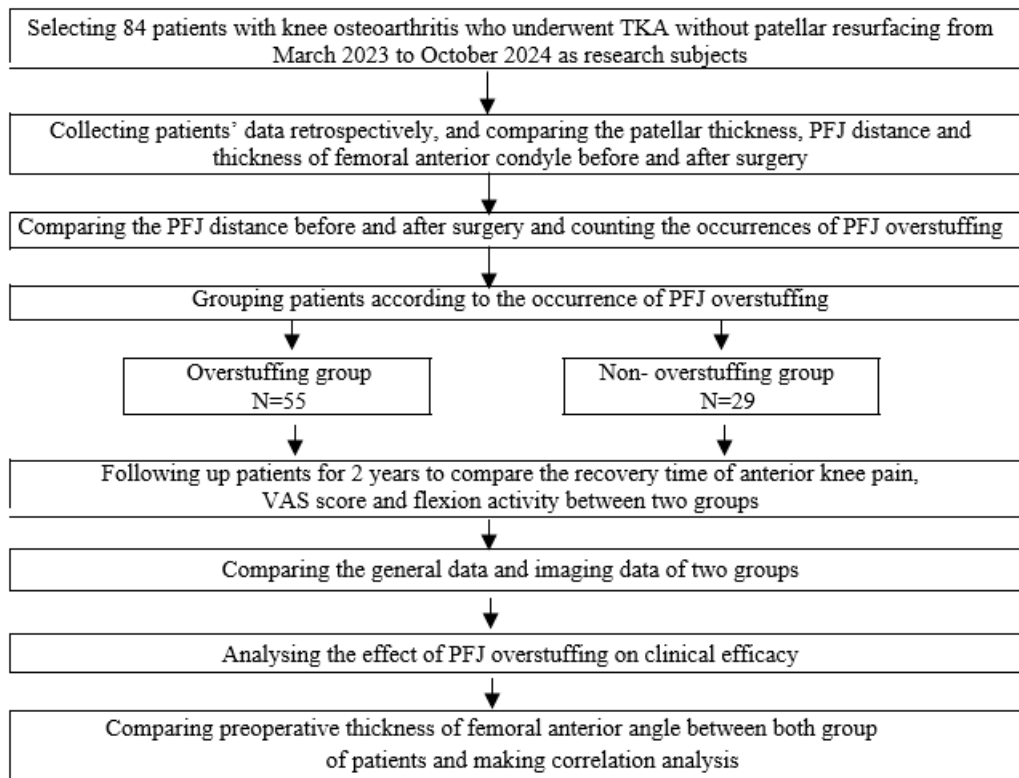 Selecting 84 patients with knee osteoarthritis who underwent TKA without patellar resurfacing from
March 2023 to October 2024 as research subjects
Collecting patients’ data retrospectively, and comparing the patellar thickness, PFJ distance and
thickness of femoral anterior condyle before and after surgery
Comparing the PFJ distance before and after surgery and counting the occurrences of PFJ overstuffing
Grouping patients according to the occurrence of PFJ overstuffing
Overstuffing group
N=55
Non- overstuffing group
N=29
Following up patients for 2 years to compare the recovery time of anterior knee pain,
VAS score and flexion activity between two groups
Comparing the general data and imaging data of two groups
Analysing the effect of PFJ overstuffing on clinical efficacy
Comparing preoperative thickness of femoral anterior angle between both group
of patients and making correlation analysis